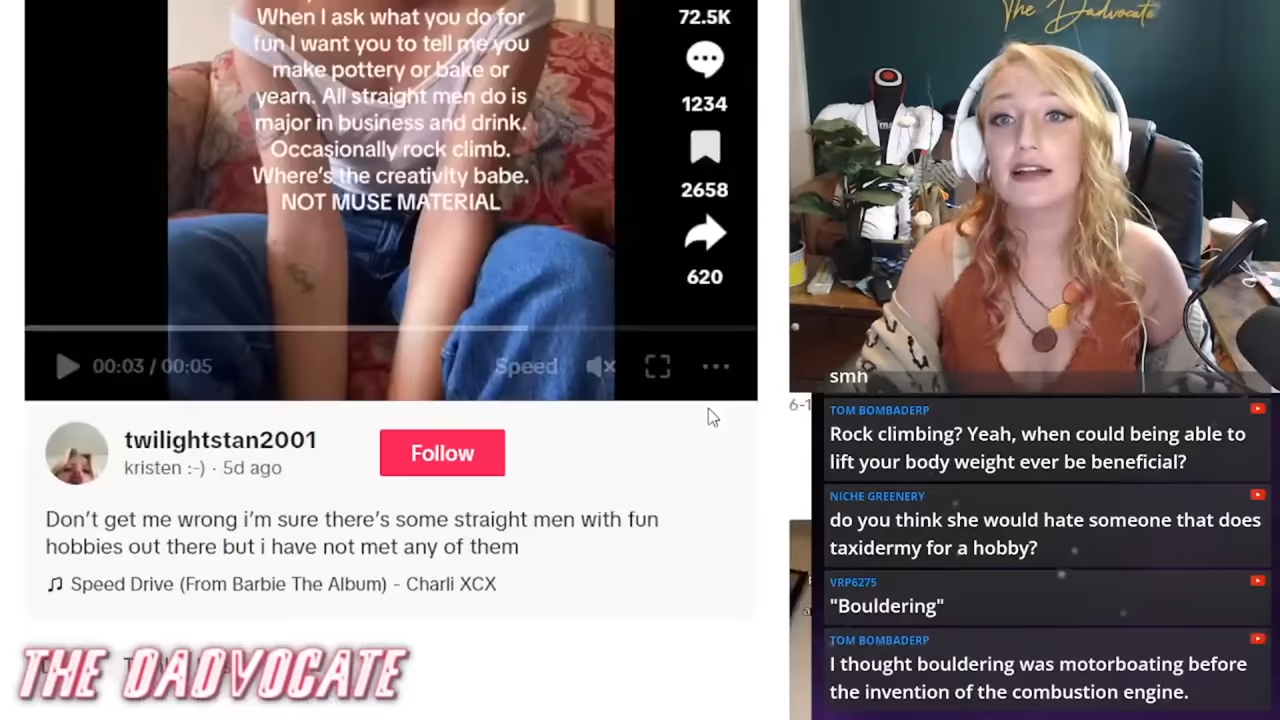 When I ask what you do for
fun I want you to tell me you
make pottery or bake or
yearn. All straight men do is
major in business and drink.
Occasionally rock climb.
Where's the creativity babe.
NOT MUSE MATERIAL
72.5K
1234
2658
620
00:03 / 00:05
Speed
twilightstan2001
kristen :-) · 5d ago
Follow
Don't get me wrong i'm sure there's some straight men with fun
hobbies out there but i have not met any of them
Speed Drive (From Barbie The Album) - Charli XCX
THE DADVOCATE
The Dadvocate
smh
6-1
TOM BOMBADERP
Rock climbing? Yeah, when could being able to
lift your body weight ever be beneficial?
NICHE GREENERY
do you think she would hate someone that does
taxidermy for a hobby?
VRP6275
"Bouldering"
TOM BOMBADERP
I thought bouldering was motorboating before
the invention of the combustion engine.